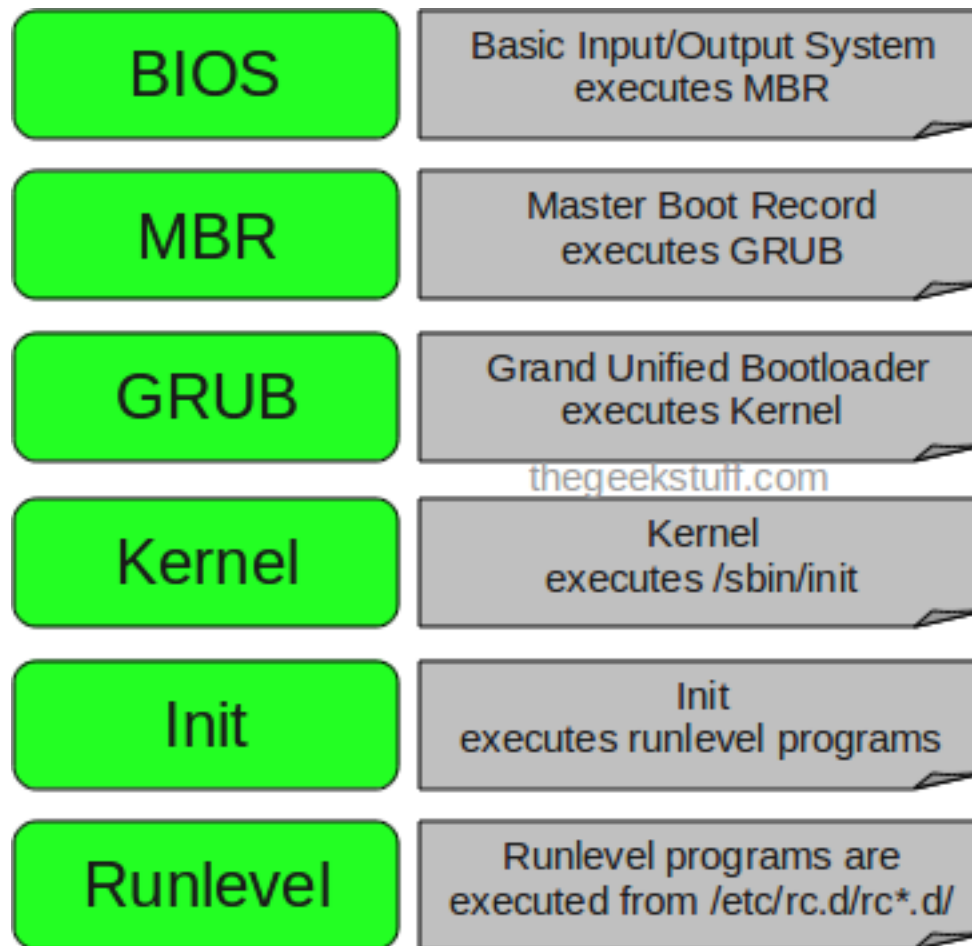 BIOS
Basic Input/Output System
executes MBR
MBR
Master Boot Record
executes GRUB
GRUB
Grand Unified Bootloader
executes Kernel
thegeekstuff.com
Kernel
Kernel
executes /sbin/init
Init
Init
executes runlevel programs
Runlevel
Runlevel programs are
executed from /etc/rc.d/rc*.d/